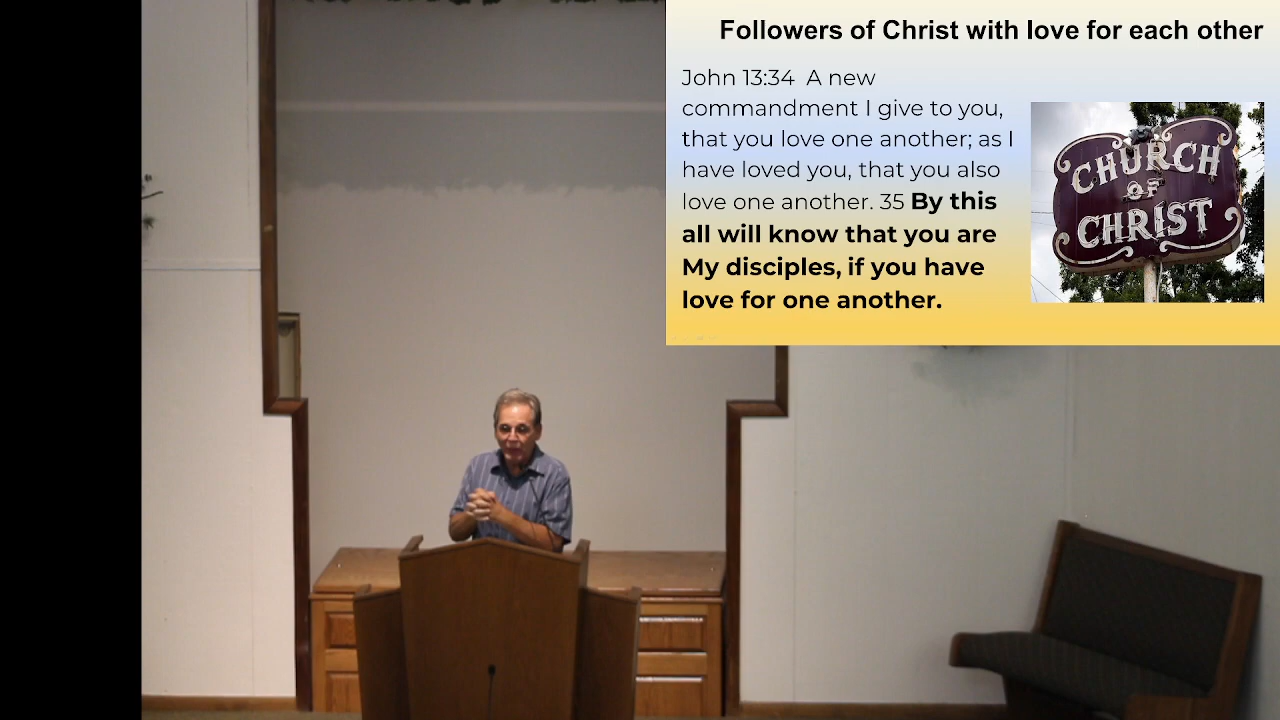 Followers of Christ with love for each other
John 13:34  A new
commandment I give to you,
that you love one another; as I
have loved you, that you also
love one another. 35 By this
all will know that you are
My disciples, if you have
love for one another.
CHURCH
OF
CHRIST